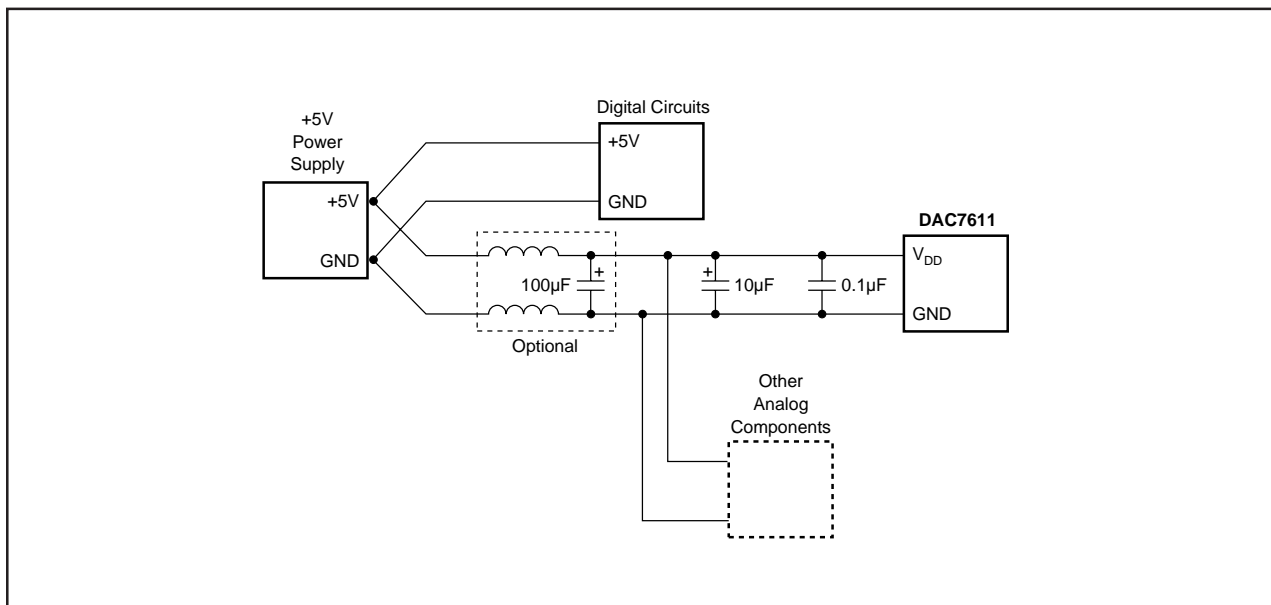 +5V
Power
Supply
+5V
GND
Digital Circuits
+5V
GND
100µF
+
Optional
+
10µF
0.1µF
DAC7611
VDD
GND
Other
Analog
Components